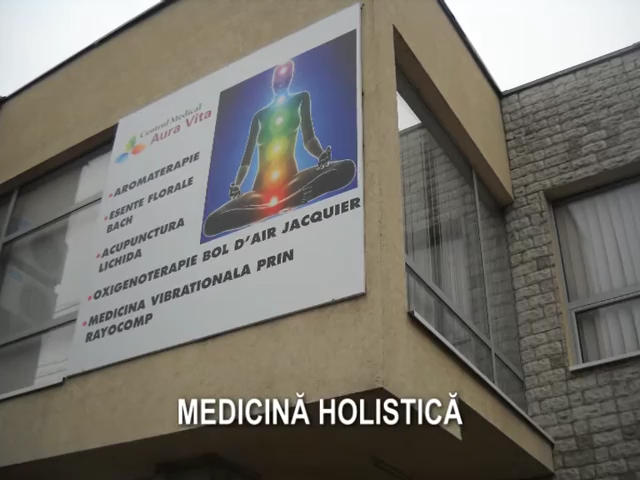 Centrul Medical
Aura Vita
•AROMATERAPIE
•ESENTE FLORALE
BACH
•ACUPUNCTURA
LICHIDA
•OXIGENOTERAPIE BOL D'AIR JACQUIER
•MEDICINA VIBRATIONALA PRIN
RAYOCOMP
MEDICINĂ HOLISTICĂ